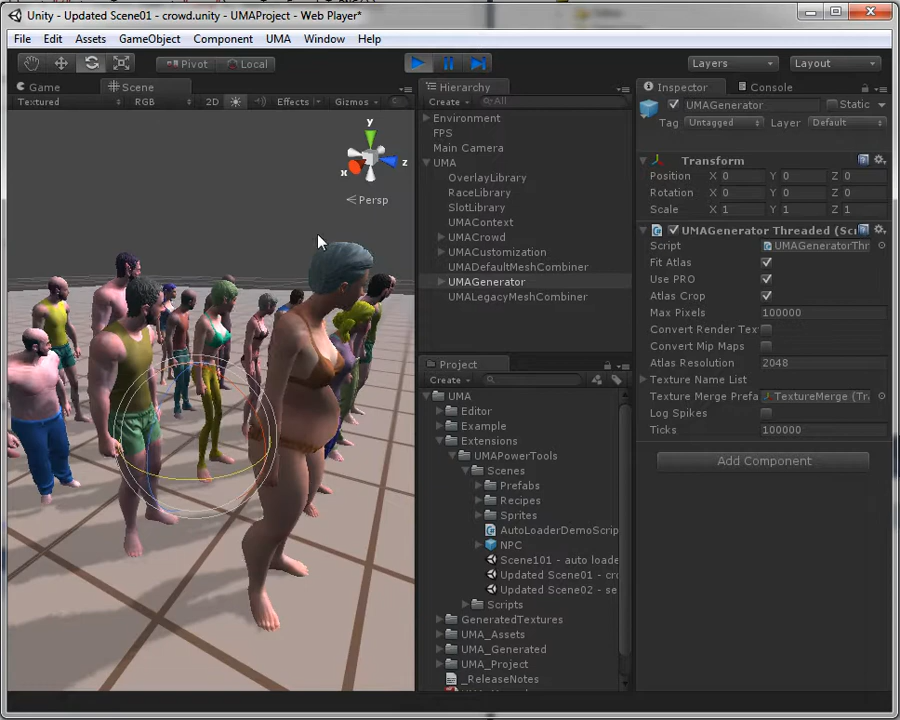 Unity - Updated Scene01 - crowd.unity - UMAProject - Web Player*
File Edit Assets GameObject Component UMA Window Help
Pivot Local Layers Layout
Game Scene
Textured RGB 2D Effects Gizmos
y
z
x
Persp
Hierarchy
Create All
Environment
FPS
Main Camera
UMA
OverlayLibrary
RaceLibrary
SlotLibrary
UMAContext
UMACrowd
UMACustomization
UMADefaultMeshCombiner
UMAGenerator
UMALegacyMeshCombiner
Project
Create
UMA
Editor
Example
Extensions
UMAPowerTools
Scenes
Prefabs
Recipes
Sprites
AutoLoaderDemoScrip
NPC
Scene101 - auto loade
Updated Scene01 - cro
Updated Scene02 - se
Scripts
GeneratedTextures
UMA_Assets
UMA_Generated
UMA_Project
_ReleaseNotes
Inspector Console
UMAGenerator Static
Tag Untagged Layer Default
Transform
Position X 0 Y 0 Z 0
Rotation X 0 Y 0 Z 0
Scale X 1 Y 1 Z 1
UMAGenerator Threaded (Sc
Script UMAGeneratorThr
Fit Atlas
Use PRO
Atlas Crop
Max Pixels 100000
Convert Render Tex
Convert Mip Maps
Atlas Resolution 2048
Texture Name List
Texture Merge Prefa TextureMerge (Tra
Log Spikes
Ticks 100000
Add Component